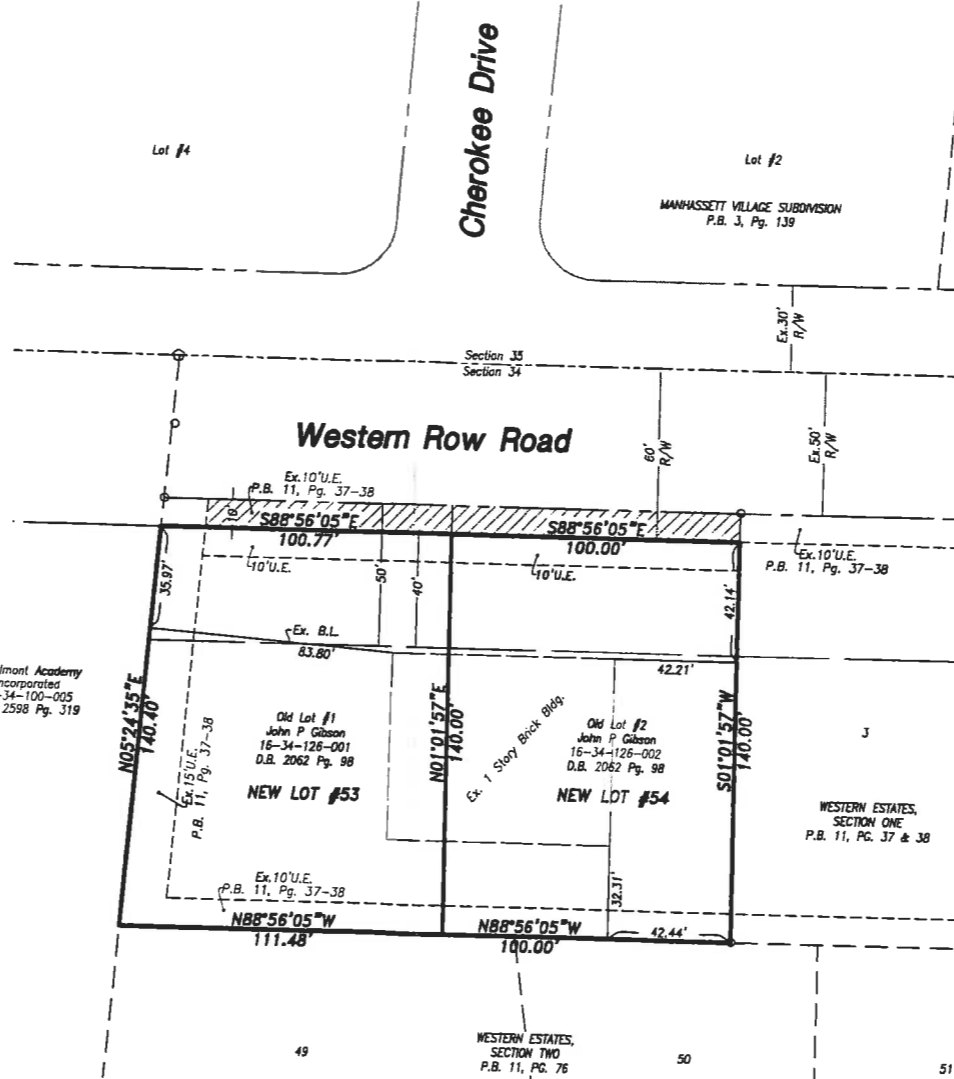 Cherokee Drive
Lot #4
Lot #2
MANHASSETT VILLAGE SUBDIVISION
P.B. 3, Pg. 139
Ex.30'
R/W
Section 35
Section 34
Western Row Road
60'
R/W
Ex.50'
R/W
Ex.10'U.E.
P.B. 11, Pg. 37-38
10'
S88°56'05"E
100.77'
S88°56'05"E
100.00'
Ex.10'U.E.
P.B. 11, Pg. 37-38
10'U.E.
10'U.E.
35.97'
50'
40'
42.14'
Ex. B.L.
83.80'
42.21'
Academy
Incorporated
-34-100-005
2598 Pg. 319
N05°24'35"E
140.40'
Ex.15'U.E.
P.B. 11, Pg. 37-38
Old Lot #1
John P Gibson
16-34-126-001
D.B. 2062 Pg. 98
NEW LOT #53
N01°01'57"E
140.00'
Ex. 1 Story Brick Bldg.
Old Lot #2
John P Gibson
16-34-126-002
D.B. 2062 Pg. 98
NEW LOT #54
S01°01'57"W
140.00'
3
WESTERN ESTATES,
SECTION ONE
P.B. 11, PG. 37 & 38
Ex.10'U.E.
P.B. 11, Pg. 37-38
32.31'
N88°56'05"W
111.48'
N88°56'05"W
100.00'
42.44'
49
WESTERN ESTATES,
SECTION TWO
P.B. 11, PG. 76
50
51